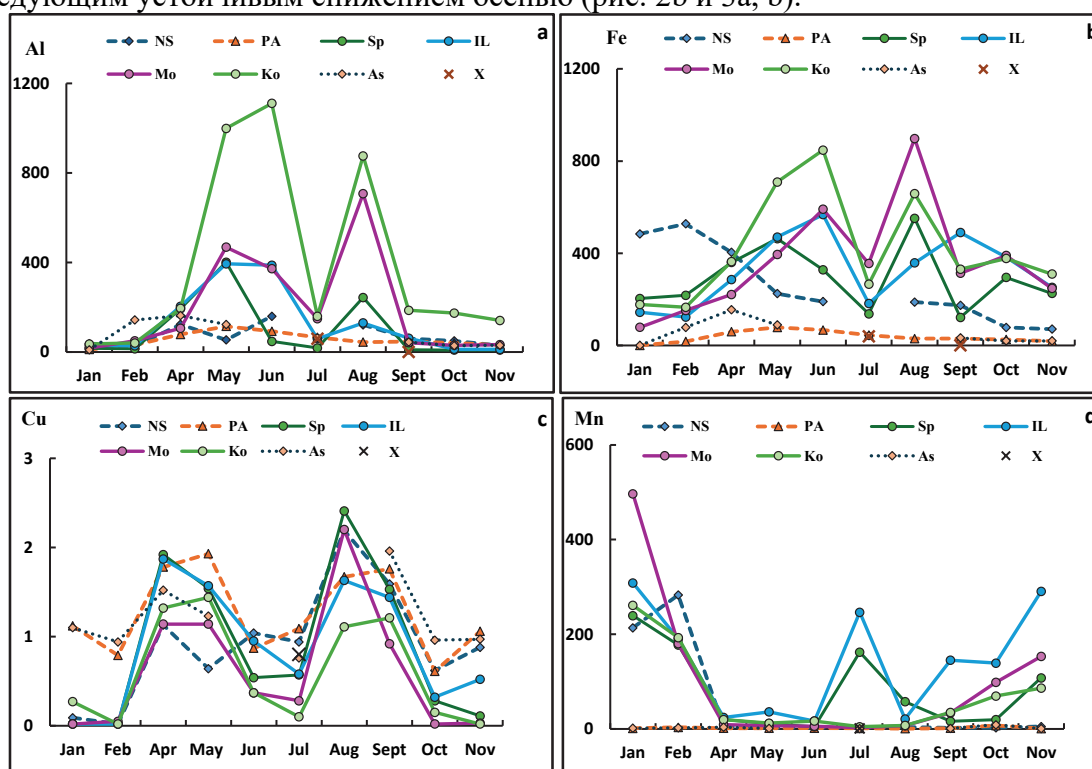 едующим устойчивым снижением осенью (рис. 2b и 3a, b).
Al
NS PA Sp IL
Mo Ko As X
a
1200
800
400
0
Jan Feb Apr May Jun Jul Aug Sept Oct Nov
Fe
NS PA Sp IL
Mo Ko As X
b
1200
800
400
0
Jan Feb Apr May Jun Jul Aug Sept Oct Nov
Cu
NS PA Sp IL
Mo Ko As X
c
3
2
1
0
Jan Feb Apr May Jun Jul Aug Sept Oct Nov
Mn
NS PA Sp IL
Mo Ko As X
d
600
400
200
0
Jan Feb Apr May Jun Jul Aug Sept Oct Nov